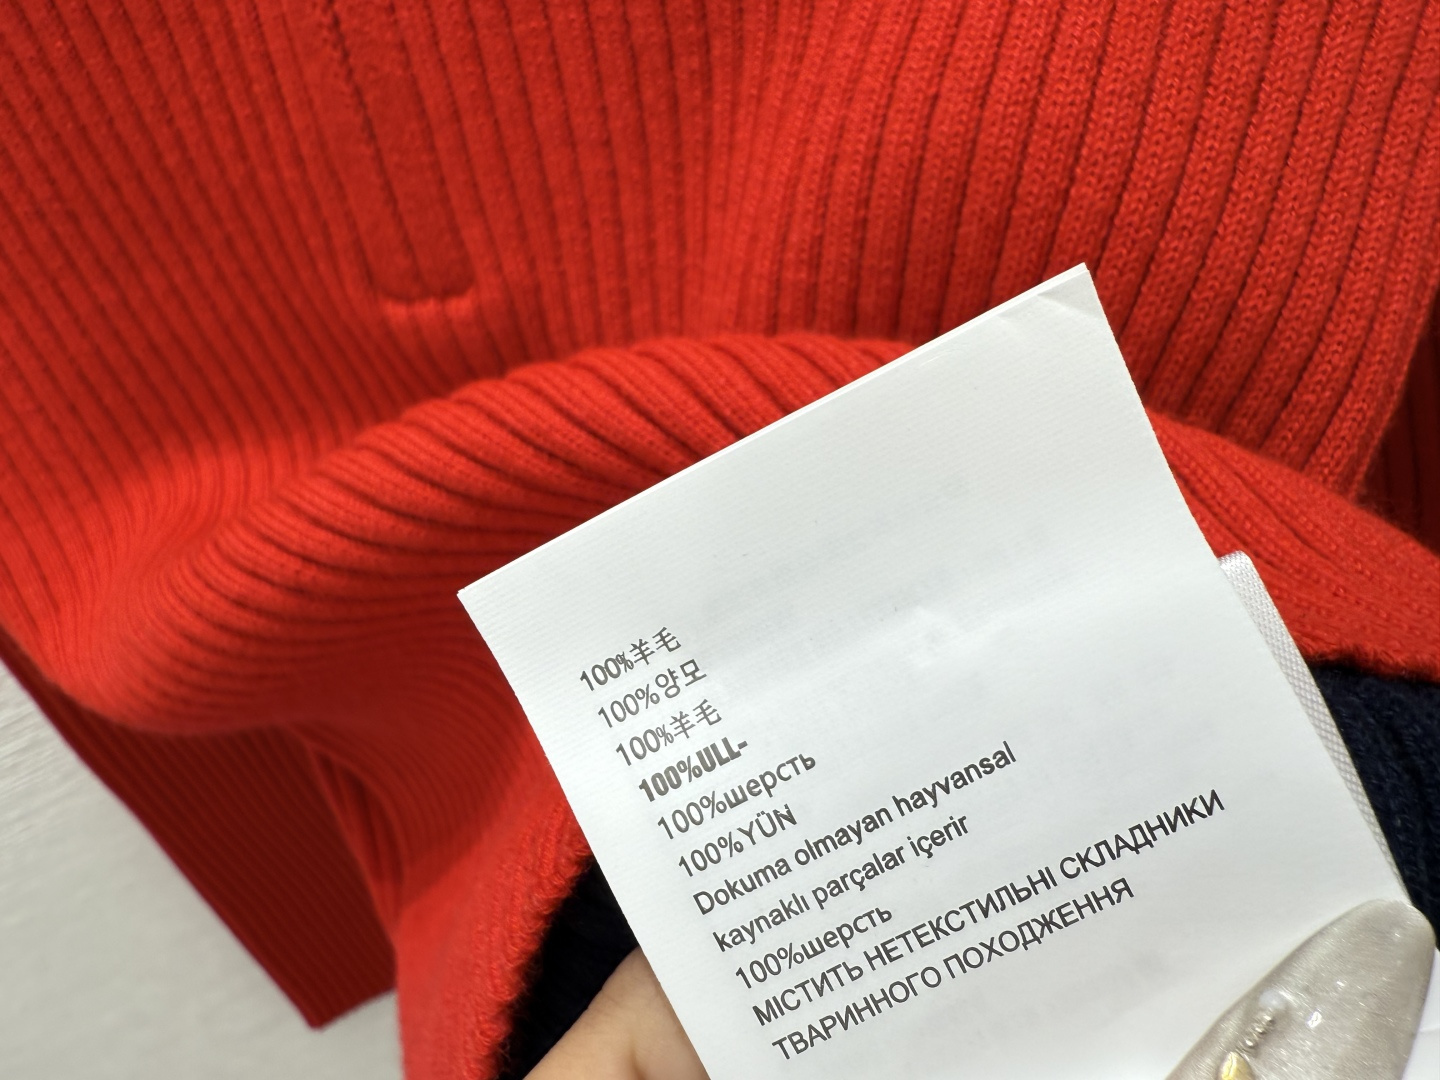 100%羊毛
100%양모
100%羊毛
100%ULL-
100%шерсть
100%YÜN
Dokuma olmayan hayvansal
kaynaklı parçalar içerir
100%шерсть
МІСТИТЬ НЕТЕКСТИЛЬНІ СКЛАДНИКИ
ТВАРИННОГО ПОХОДЖЕННЯ